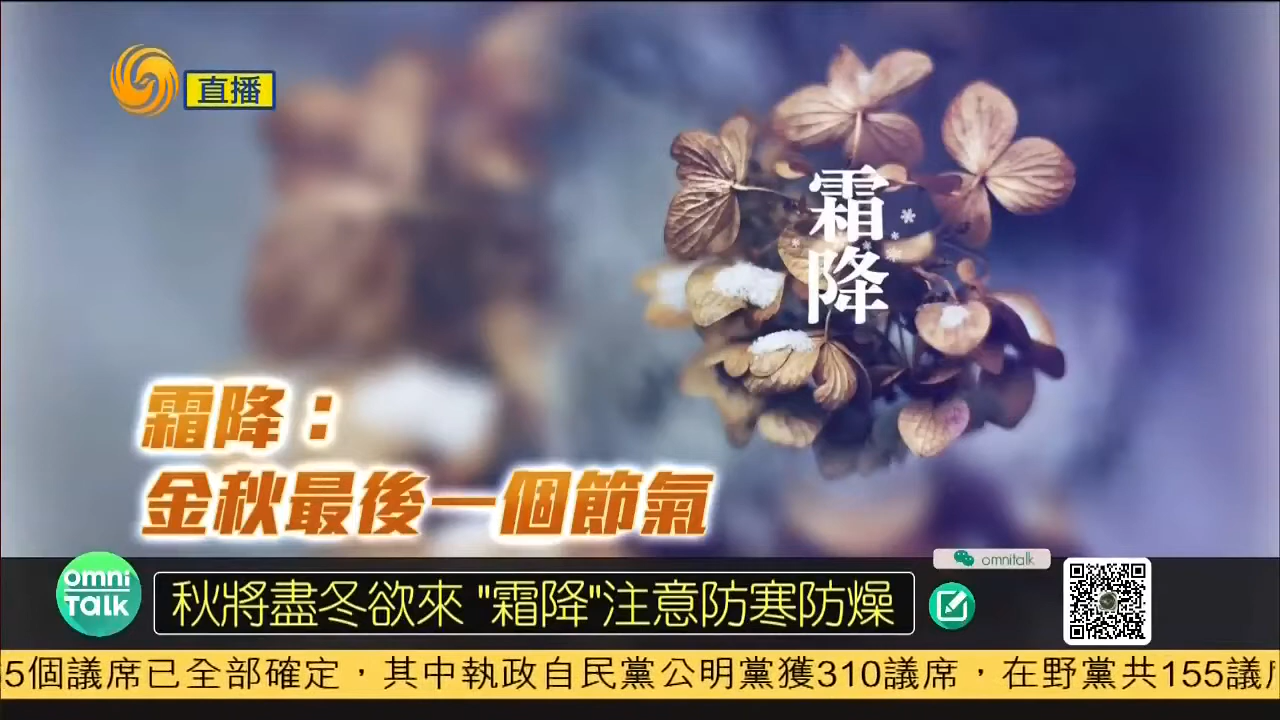 直播
霜降
霜降：
金秋最後一個節氣
omnitalk
omni
Talk
秋將盡冬欲來 "霜降"注意防寒防燥
5個議席已全部確定，其中執政自民黨公明黨獲310議席，在野黨共155議席